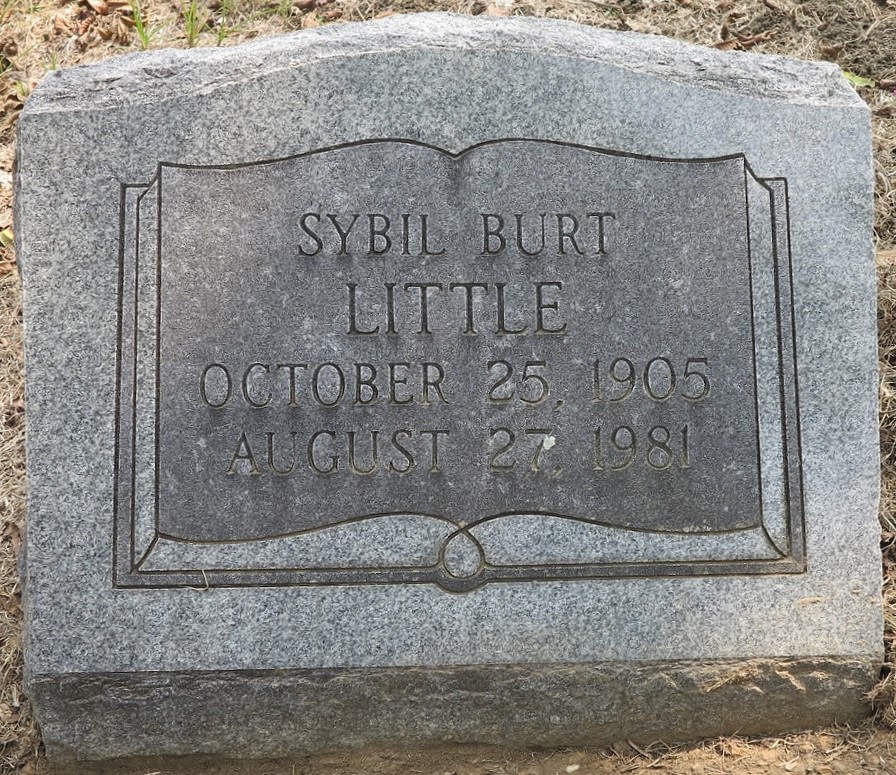 SYBIL BURT
LITTLE
OCTOBER 25, 1905
AUGUST 27, 1981